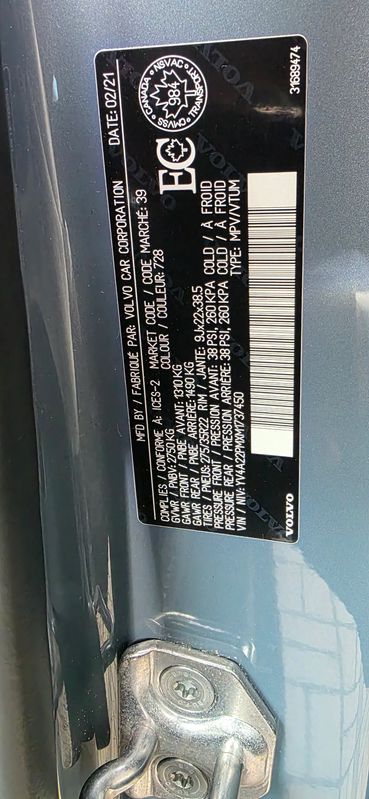 MFD BY / FABRIQUÉ PAR: VOLVO CAR CORPORATION DATE: 02/21
COMPLIES / CONFORME À: ICES-2 MARKET CODE / CODE MARCHÉ: 39
GVWR / PNBV: 2750 KG COLOUR / COULEUR: 728
GAWR FRONT / PNBE AVANT: 1310 KG
GAWR REAR / PNBE ARRIÈRE: 1490 KG
TIRES / PNEUS: 275/35R22 RIM / JANTE: 9Jx22x38.5
PRESSURE FRONT / PRESSION AVANT: 38 PSI, 260 KPA COLD / À FROID
PRESSURE REAR / PRESSION ARRIÈRE: 38 PSI, 260 KPA COLD / À FROID
VIN / NIV: YV4A22PMXM1737450 TYPE: MPV/VTUM
CANADA NSVAC
984
CMVSS TRANSPORT
EC
VOLVO
31689474